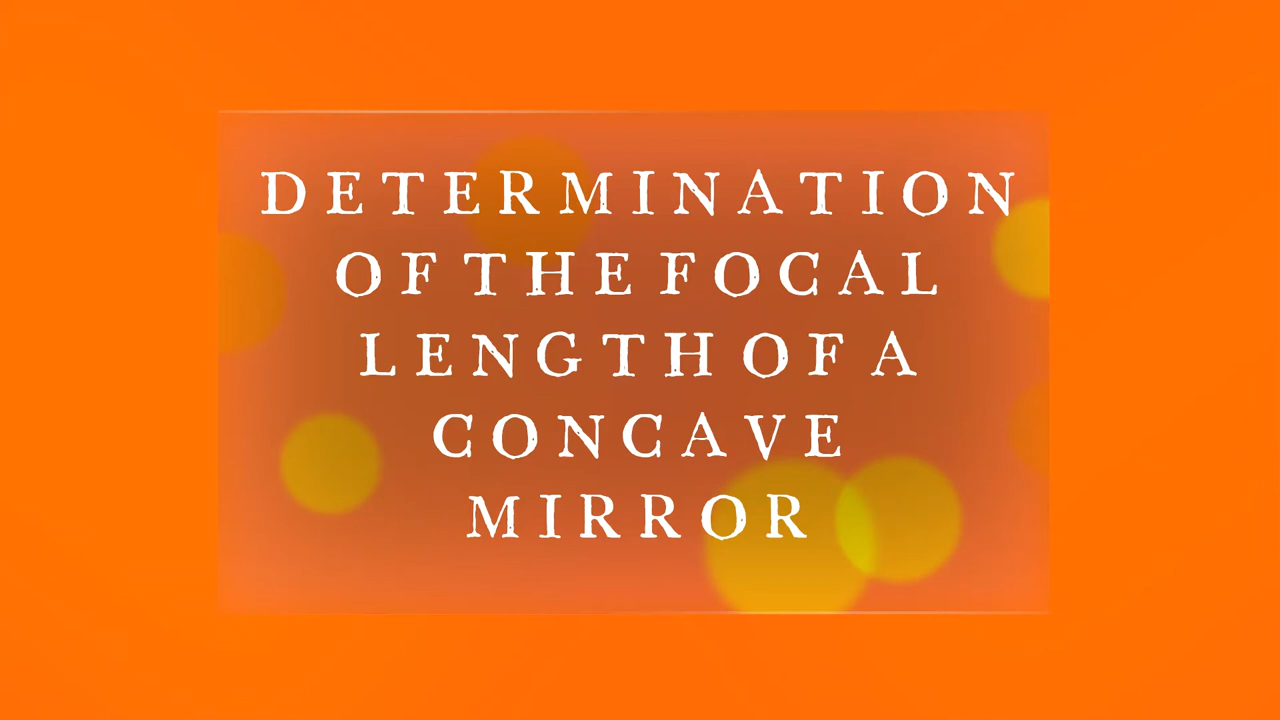 DETERMINATION
OF THE FOCAL
LENGTH OF A
CONCAVE
MIRROR